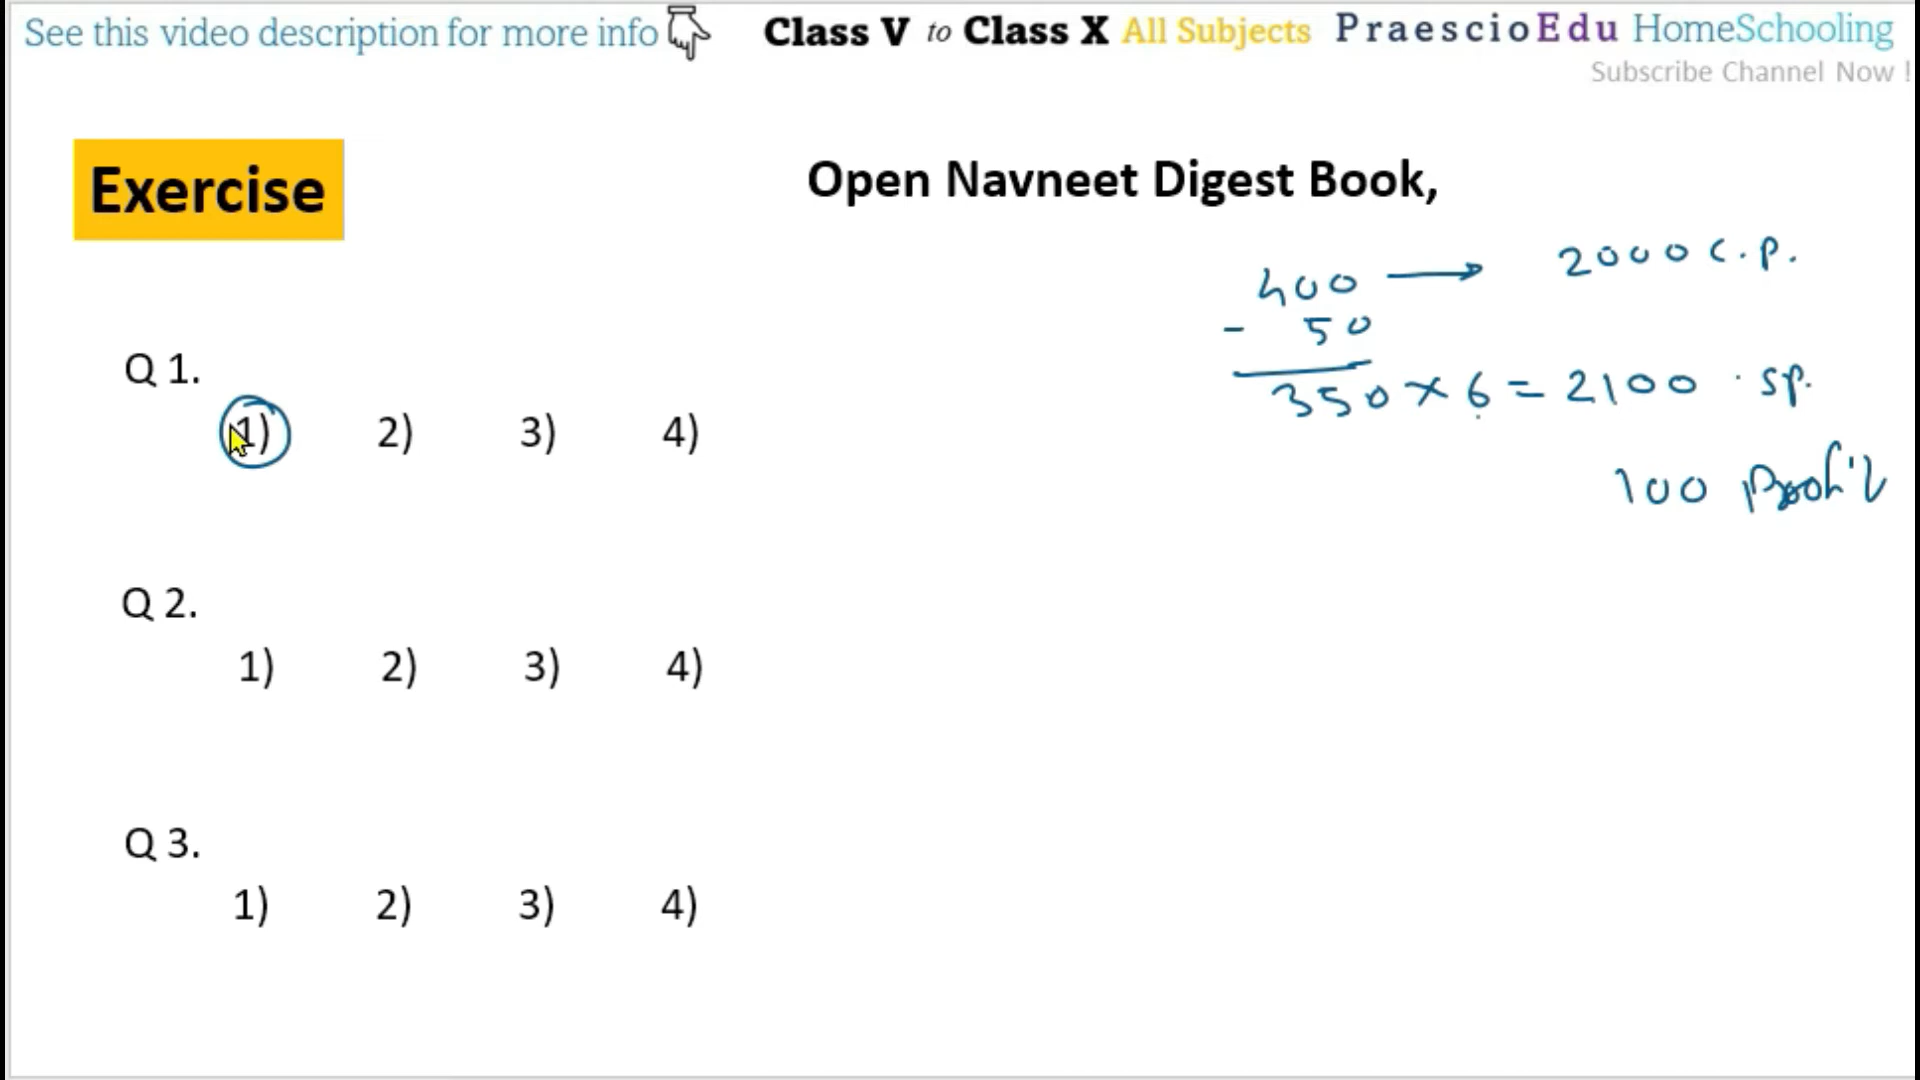 See this video description for more info Class V to Class X All Subjects PraescioEdu HomeSchooling
Subscribe Channel Now !
Exercise
Open Navneet Digest Book,
400 → 2000 C.P.
- 50
350 × 6 = 2100 . SP.
100 Profit
Q 1.
1) 2) 3) 4)
Q 2.
1) 2) 3) 4)
Q 3.
1) 2) 3) 4)